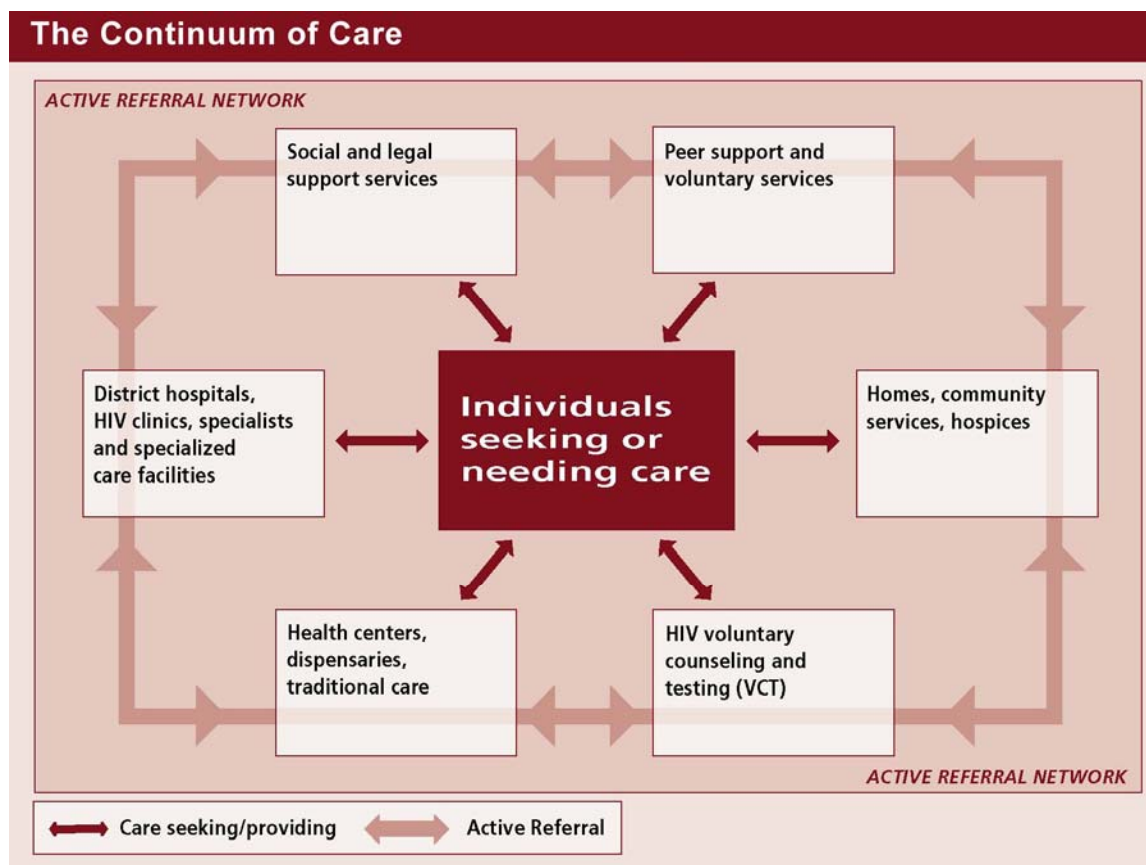 The Continuum of Care
ACTIVE REFERRAL NETWORK
Social and legal
support services
Peer support and
voluntary services
District hospitals,
HIV clinics, specialists
and specialized
care facilities
Individuals
seeking or
needing care
Homes, community
services, hospices
Health centers,
dispensaries,
traditional care
HIV voluntary
counseling and
testing (VCT)
ACTIVE REFERRAL NETWORK
Care seeking/providing
Active Referral